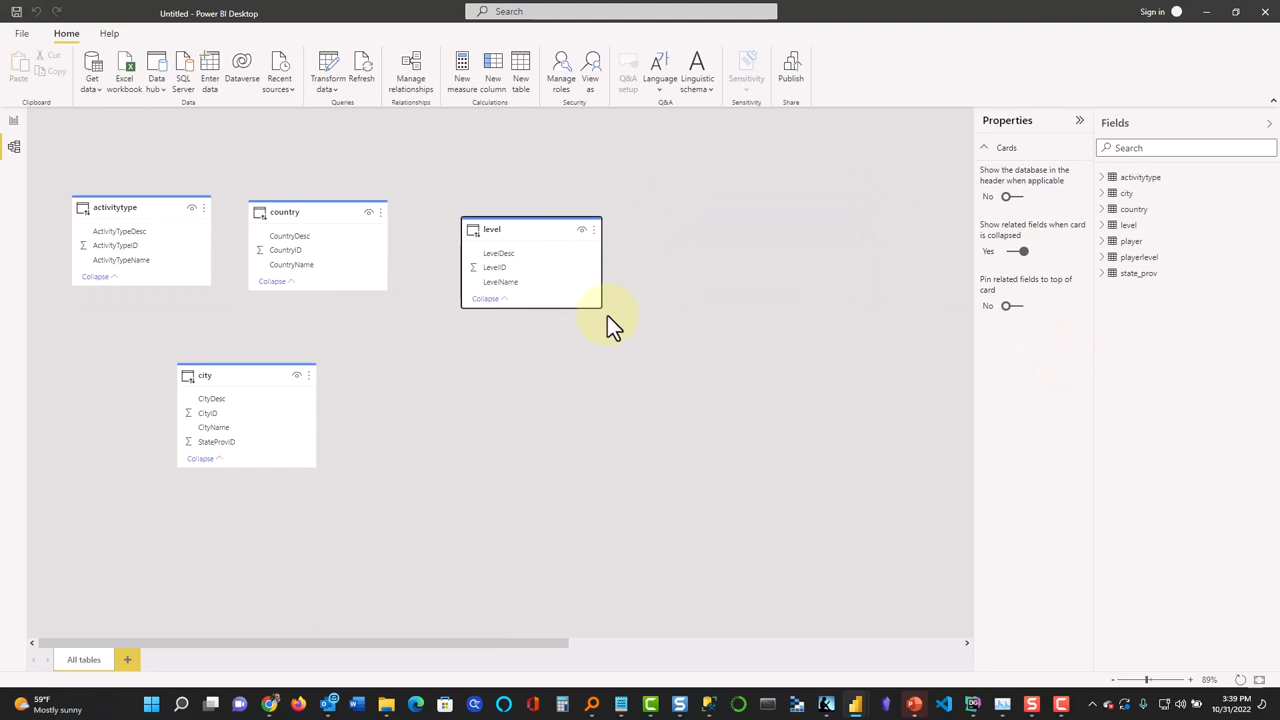 Untitled - Power BI Desktop
Search
Sign in
File
Home
Help
Paste
Cut
Copy
Clipboard
Get data
Excel workbook
Data hub
SQL Server
Enter data
Dataverse
Recent sources
Data
Transform data
Refresh
Queries
Manage relationships
Relationships
New measure
New column
New table
Calculations
Manage roles
View as
Security
Q&A setup
Language
Linguistic schema
Q&A
Sensitivity
Sensitivity
Publish
Share
activitytype
ActivityTypeDesc
ActivityTypeID
ActivityTypeName
Collapse
country
CountryDesc
CountryID
CountryName
Collapse
level
LevelDesc
LevelID
LevelName
Collapse
city
CityDesc
CityID
CityName
StateProvID
Collapse
Properties
Cards
Show the database in the
header when applicable
No
Show related fields when card
is collapsed
Yes
Pin related fields to top of
card
No
Fields
Search
activitytype
city
country
level
player
playerlevel
state_prov
All tables
89%
59°F
Mostly sunny
3:39 PM
10/31/2022